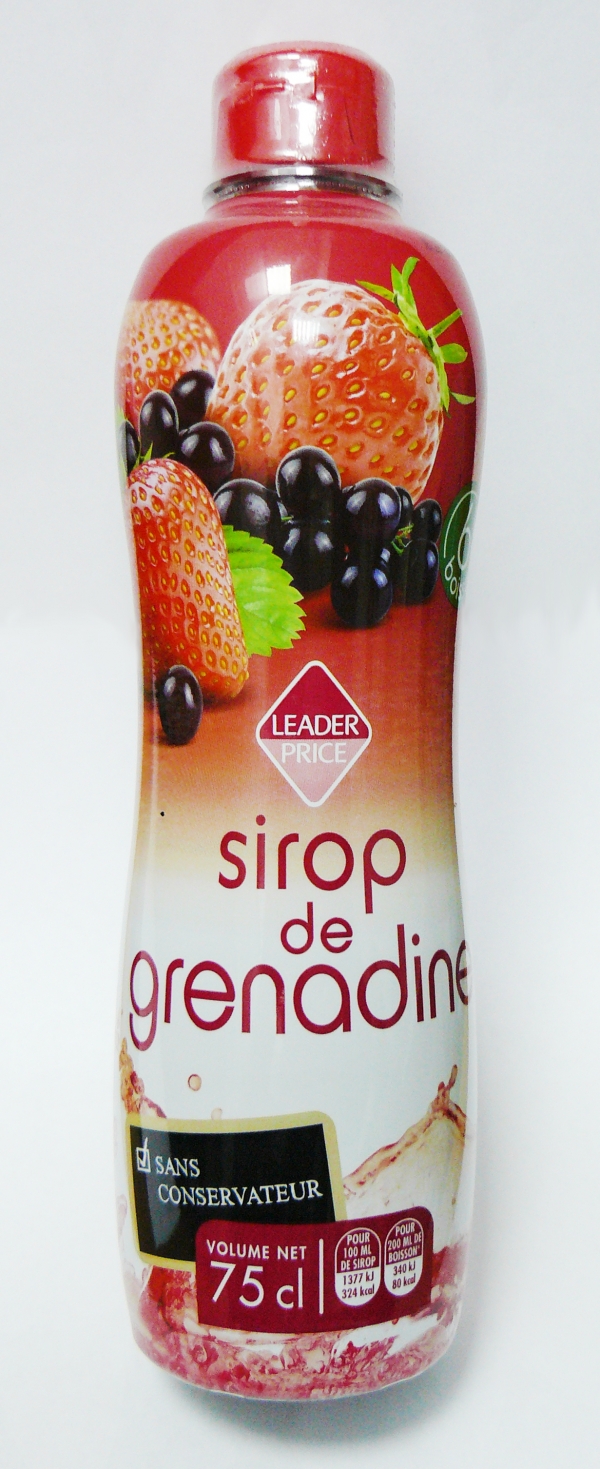 6
LEADER
PRICE
sirop
de
grenadine
SANS
CONSERVATEUR
VOLUME NET
75 cl
POUR
100 ML
DE SIROP
1377 kJ
324 kcal
POUR
200 ML DE
BOISSON*
340 kJ
80 kcal